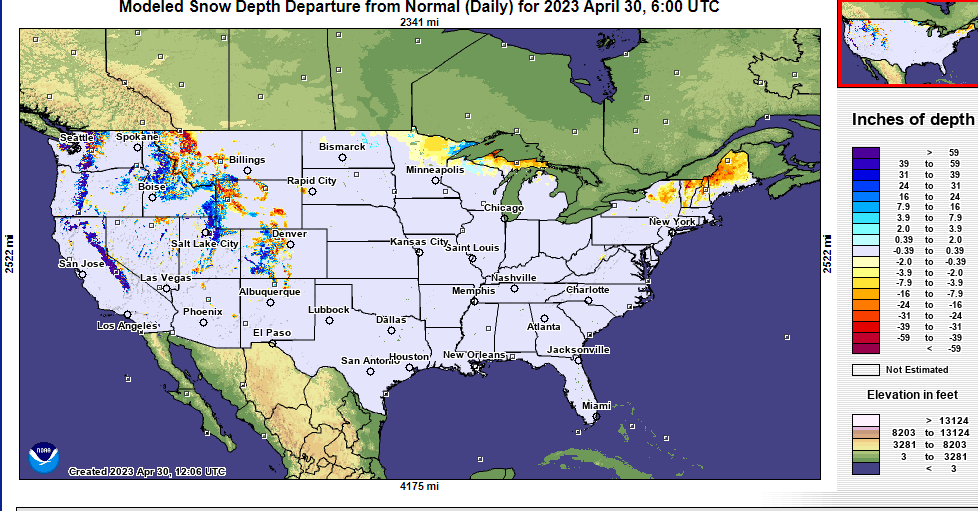 Modeled Snow Depth Departure from Normal (Daily) for 2023 April 30, 6:00 UTC
2341 mi
Inches of depth
> 59
39 to 59
31 to 39
24 to 31
16 to 24
7.9 to 16
3.9 to 7.9
2.0 to 3.9
0.39 to 2.0
-0.39 to 0.39
-2.0 to -0.39
-3.9 to -2.0
-7.9 to -3.9
-16 to -7.9
-24 to -16
-31 to -24
-39 to -31
-59 to -39
< -59
Not Estimated
Elevation in feet
> 13124
8203 to 13124
3281 to 8203
3 to 3281
< 3
Seattle
Spokane
Bismarck
Billings
Minneapolis
Rapid City
Boise
Chicago
New York
Salt Lake City
Denver
Kansas City
Saint Louis
2522 mi
2522 mi
San Jose
Las Vegas
Nashville
Albuquerque
Memphis
Charlotte
Phoenix
Lubbock
Los Angeles
Dallas
Atlanta
El Paso
San Antonio
Houston
New Orleans
Jacksonville
Miami
NOAA
Created 2023 Apr 30, 12:06 UTC
4175 mi